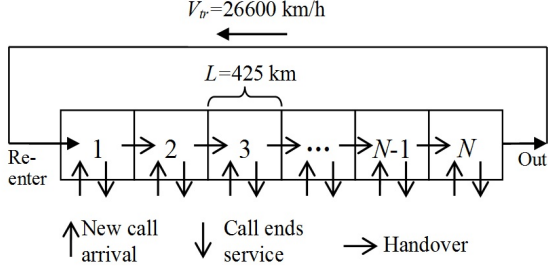 V_tr=26600 km/h
L=425 km
1 2 3 ... N-1 N
Re-
enter
Out
New call
arrival
Call ends
service
Handover